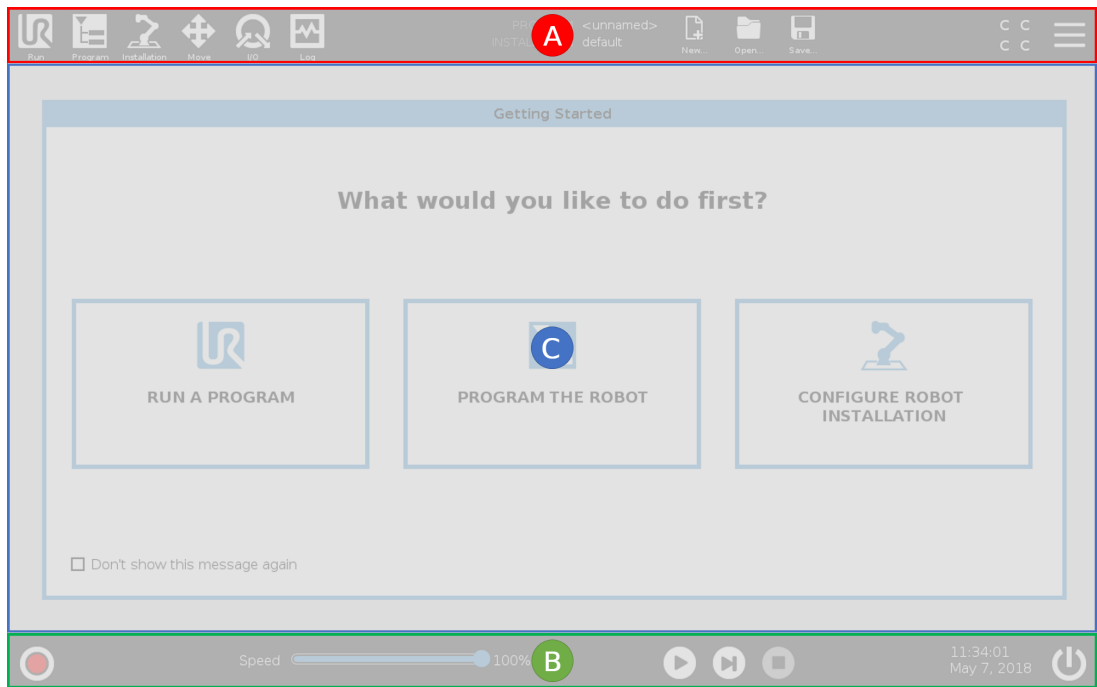 <unnamed>
default
Run
Program
Installation
Move
I/O
Log
A
New...
Open...
Save...
C C
C C
Getting Started
What would you like to do first?
C
RUN A PROGRAM
PROGRAM THE ROBOT
CONFIGURE ROBOT
INSTALLATION
Don't show this message again
Speed
100%
B
11:34:01
May 7, 2018